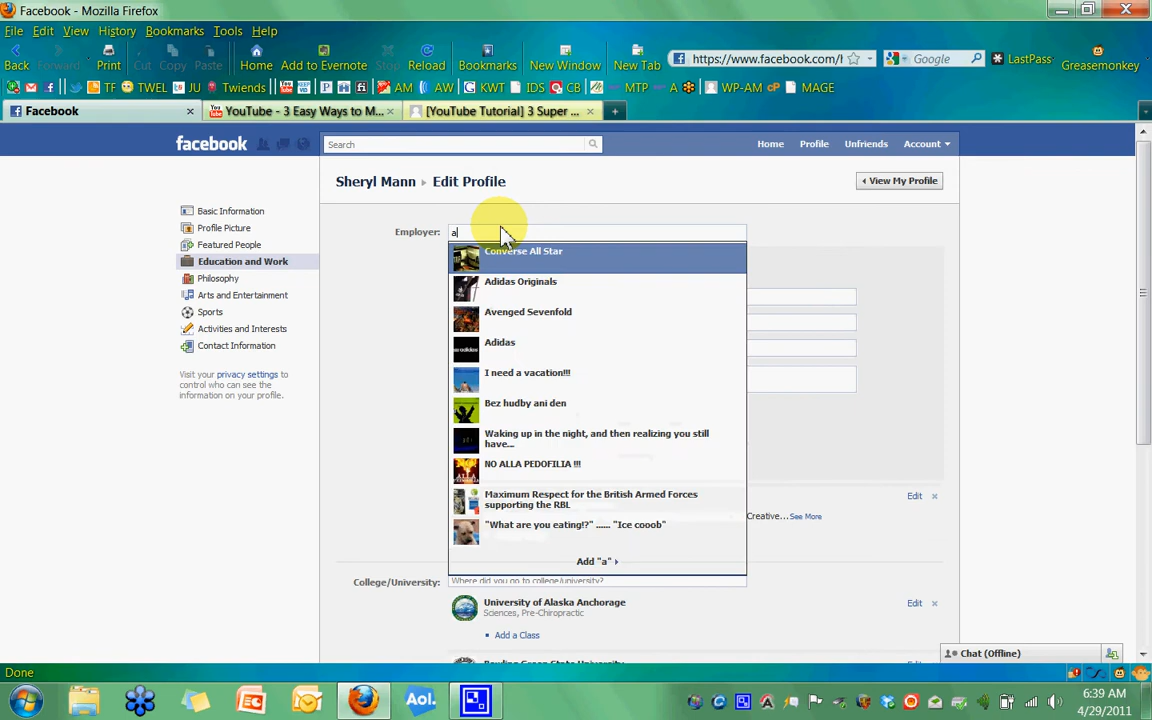 Facebook - Mozilla Firefox
File Edit View History Bookmarks Tools Help
Back Forward Print Cut Copy Paste Home Add to Evernote Stop Reload Bookmarks New Window New Tab https://www.facebook.com/h Google LastPass Greasemonkey
TF TWEL JU Twiends AM AW KWT IDS CB MTP A WP-AM MAGE
Facebook YouTube - 3 Easy Ways to M... [YouTube Tutorial] 3 Super ...
facebook Search Home Profile Unfriends Account
Sheryl Mann Edit Profile View My Profile
Basic Information
Profile Picture
Featured People
Education and Work
Philosophy
Arts and Entertainment
Sports
Activities and Interests
Contact Information
Visit your privacy settings to
control who can see the
information on your profile.
Employer: a
Converse All Star
Adidas Originals
Avenged Sevenfold
Adidas
I need a vacation!!!
Bez hudby ani den
Waking up in the night, and then realizing you still
have...
NO ALLA PEDOFILIA !!!
Maximum Respect for the British Armed Forces
supporting the RBL
"What are you eating!?" ...... "Ice cooob"
Add "a"
Edit x
Creative... See More
College/University: Where did you go to college/university?
University of Alaska Anchorage Edit x
Sciences, Pre-Chiropractic
Add a Class
Bowling Green State University
Chat (Offline)
Done
Aol.
6:39 AM
4/29/2011